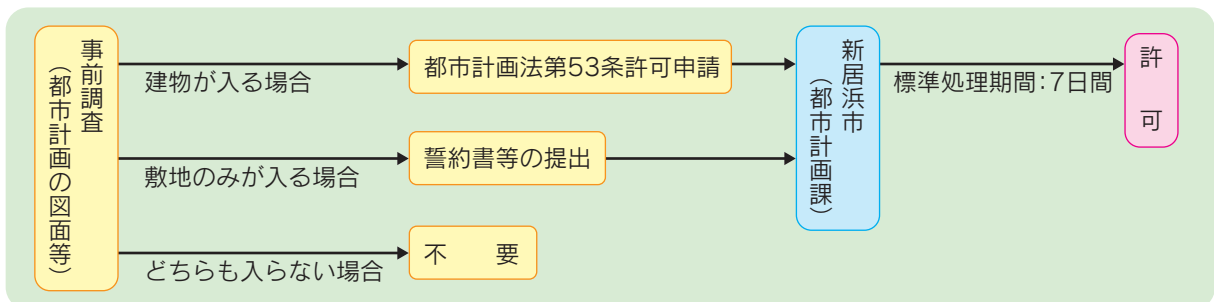 事前調査
（都市計画の図面等）
建物が入る場合
都市計画法第53条許可申請
敷地のみが入る場合
誓約書等の提出
どちらも入らない場合
不　要
新居浜市
（都市計画課）
標準処理期間：7日間
許可